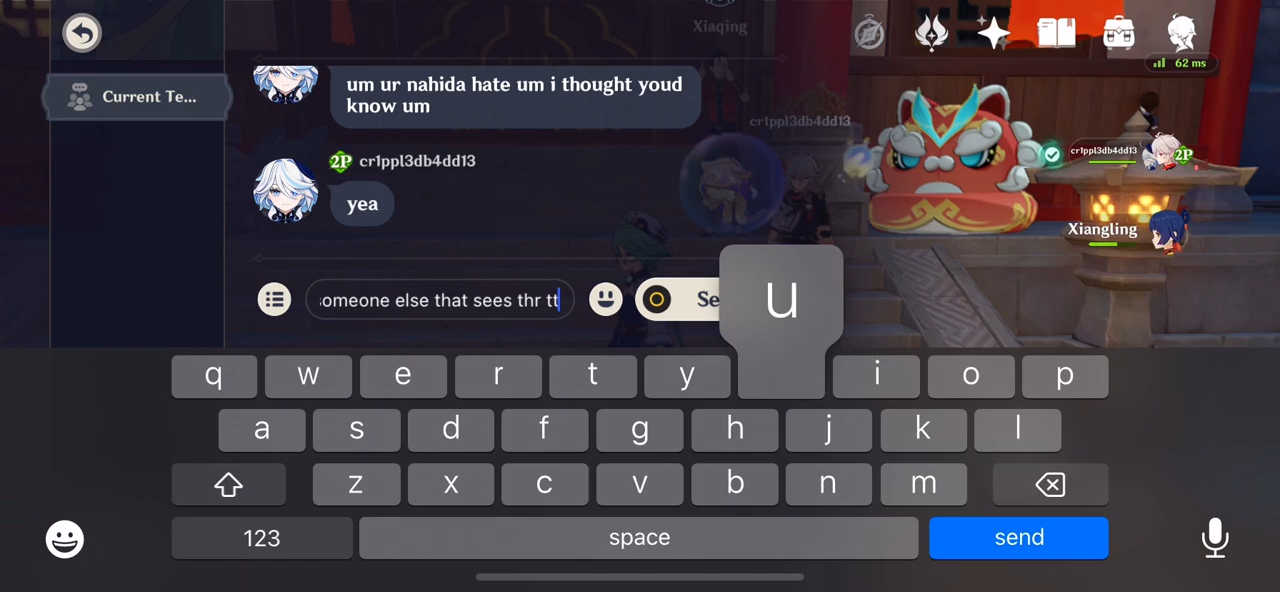 Xiaqing
62 ms
Current Te...
um ur nahida hate um i thought youd
know um
cr1ppl3db4dd13
cr1ppl3db4dd13
2P
2P cr1ppl3db4dd13
yea
Xiangling
omeone else that sees thr tt
Se
u
q w e r t y i o p
a s d f g h j k l
z x c v b n m
123 space send